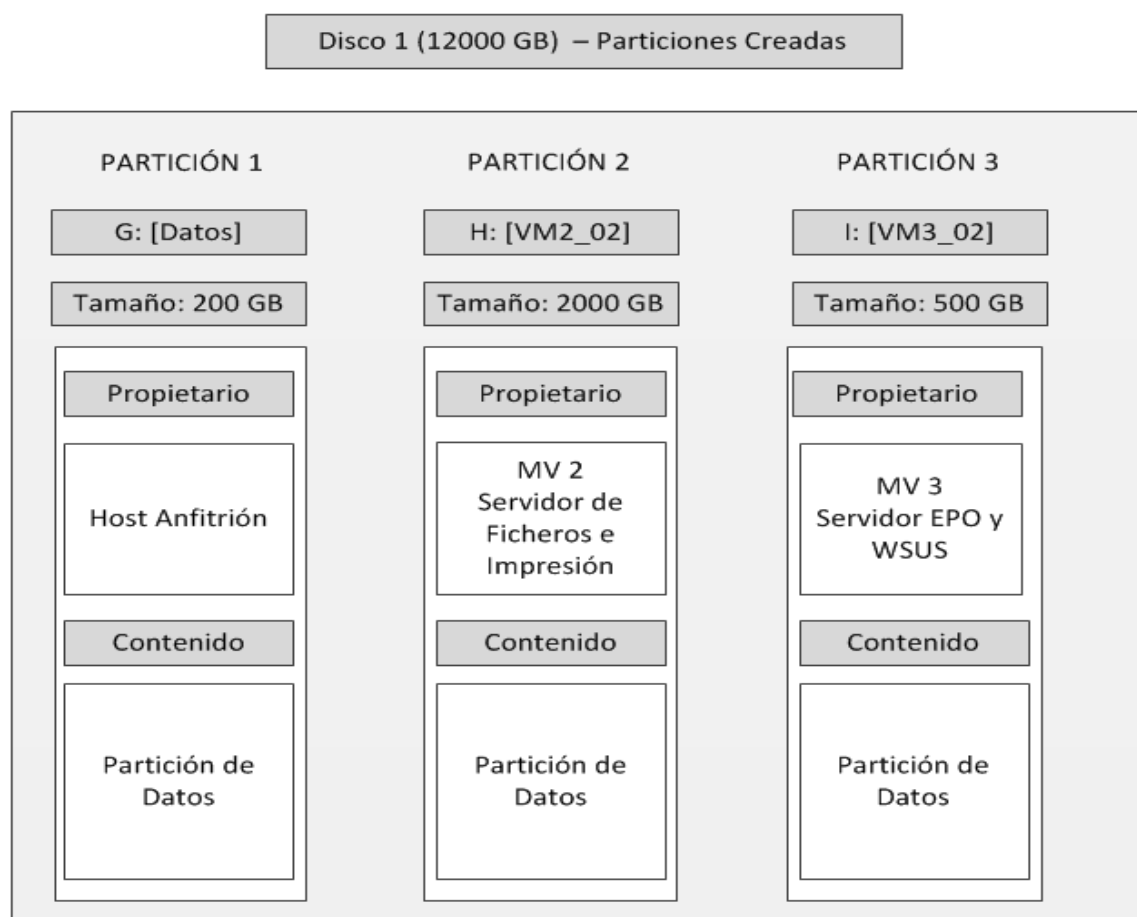 Disco 1 (12000 GB) – Particiones Creadas
PARTICIÓN 1
G: [Datos]
Tamaño: 200 GB
Propietario
Host Anfitrión
Contenido
Partición de
Datos
PARTICIÓN 2
H: [VM2_02]
Tamaño: 2000 GB
Propietario
MV 2
Servidor de
Ficheros e
Impresión
Contenido
Partición de
Datos
PARTICIÓN 3
I: [VM3_02]
Tamaño: 500 GB
Propietario
MV 3
Servidor EPO y
WSUS
Contenido
Partición de
Datos